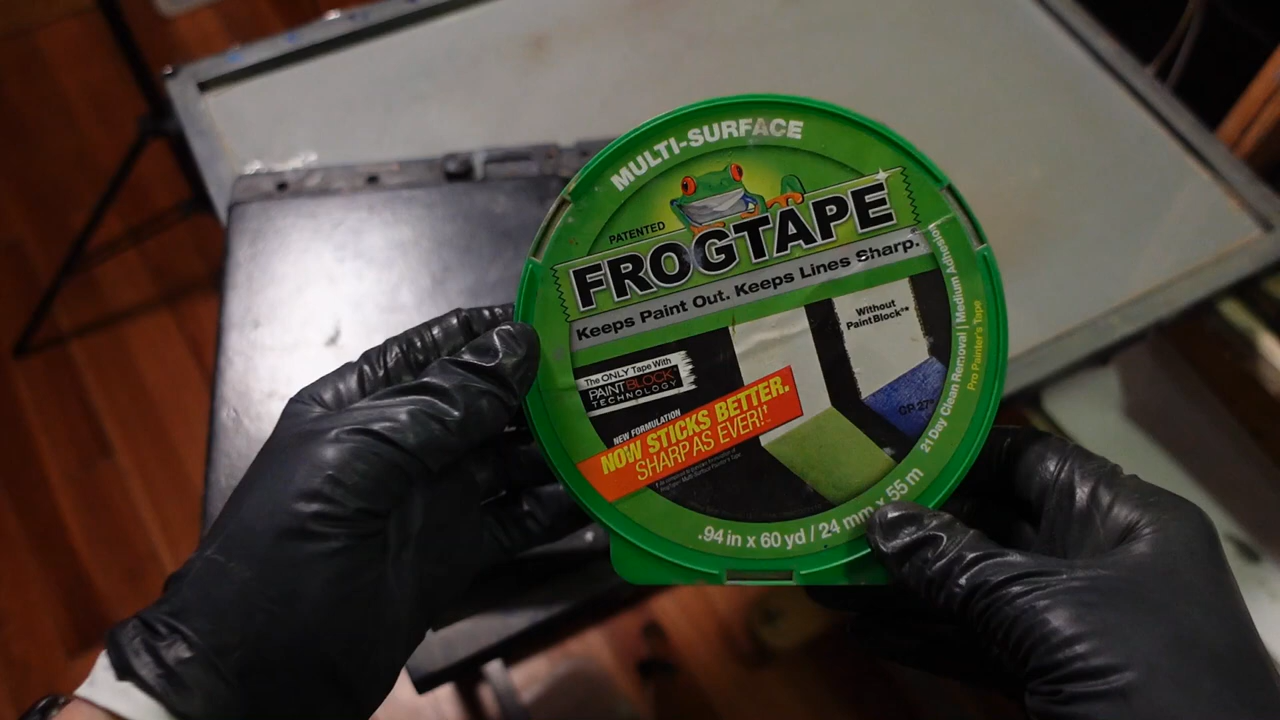 MULTI-SURFACE
PATENTED
FROGTAPE
Keeps Paint Out. Keeps Lines Sharp.
Without
PaintBlock®*
The ONLY Tape With
PAINTBLOCK
TECHNOLOGY
CP 27*
NEW FORMULATION
NOW STICKS BETTER.
SHARP AS EVER!†
21 Day Clean Removal | Medium Adhesion
Pro Painter's Tape
.94 in x 60 yd / 24 mm x 55 m